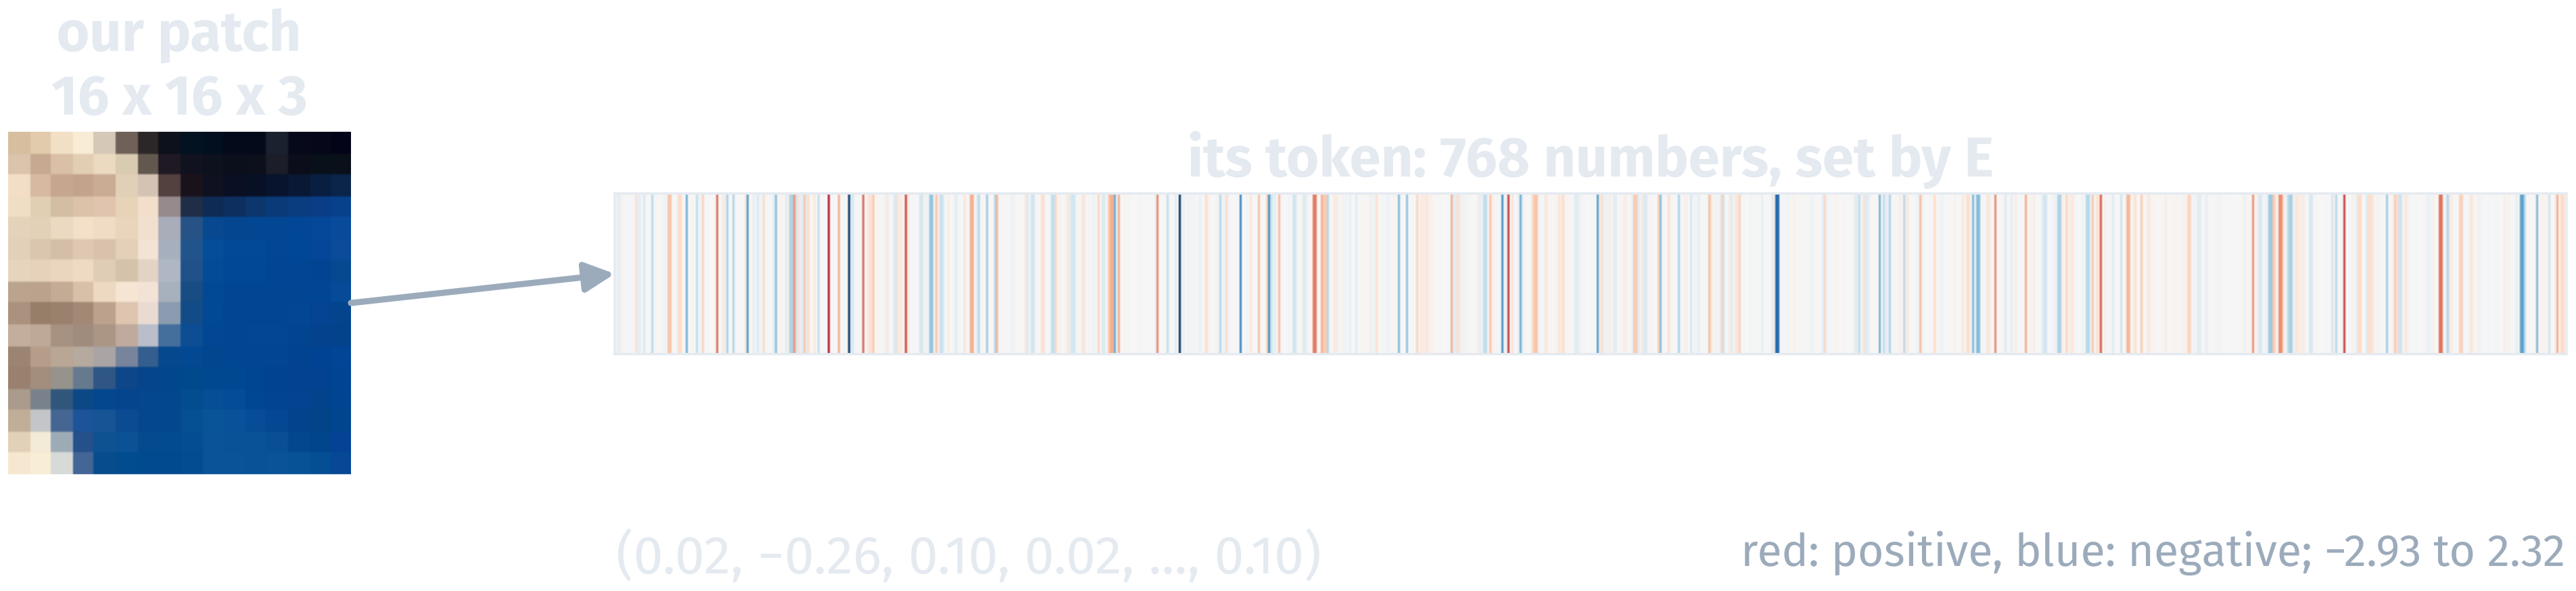 our patch
16 x 16 x 3
its token: 768 numbers, set by E
(0.02, −0.26, 0.10, 0.02, ..., 0.10)
red: positive, blue: negative; −2.93 to 2.32